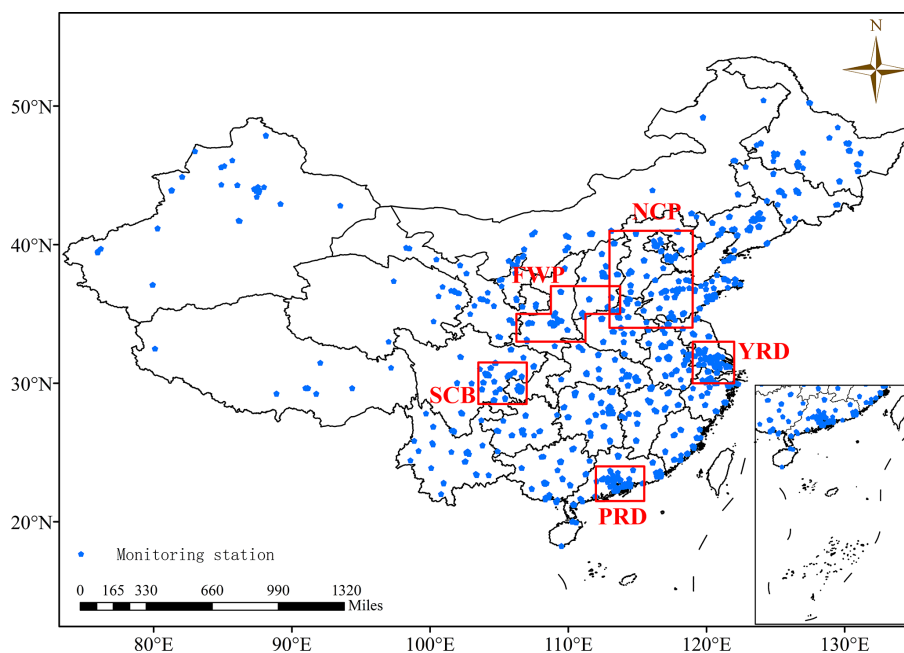 N
50°N
40°N
30°N
20°N
NCP
FWP
YRD
SCB
PRD
Monitoring station
0 165 330 660 990 1320
Miles
80°E 90°E 100°E 110°E 120°E 130°E